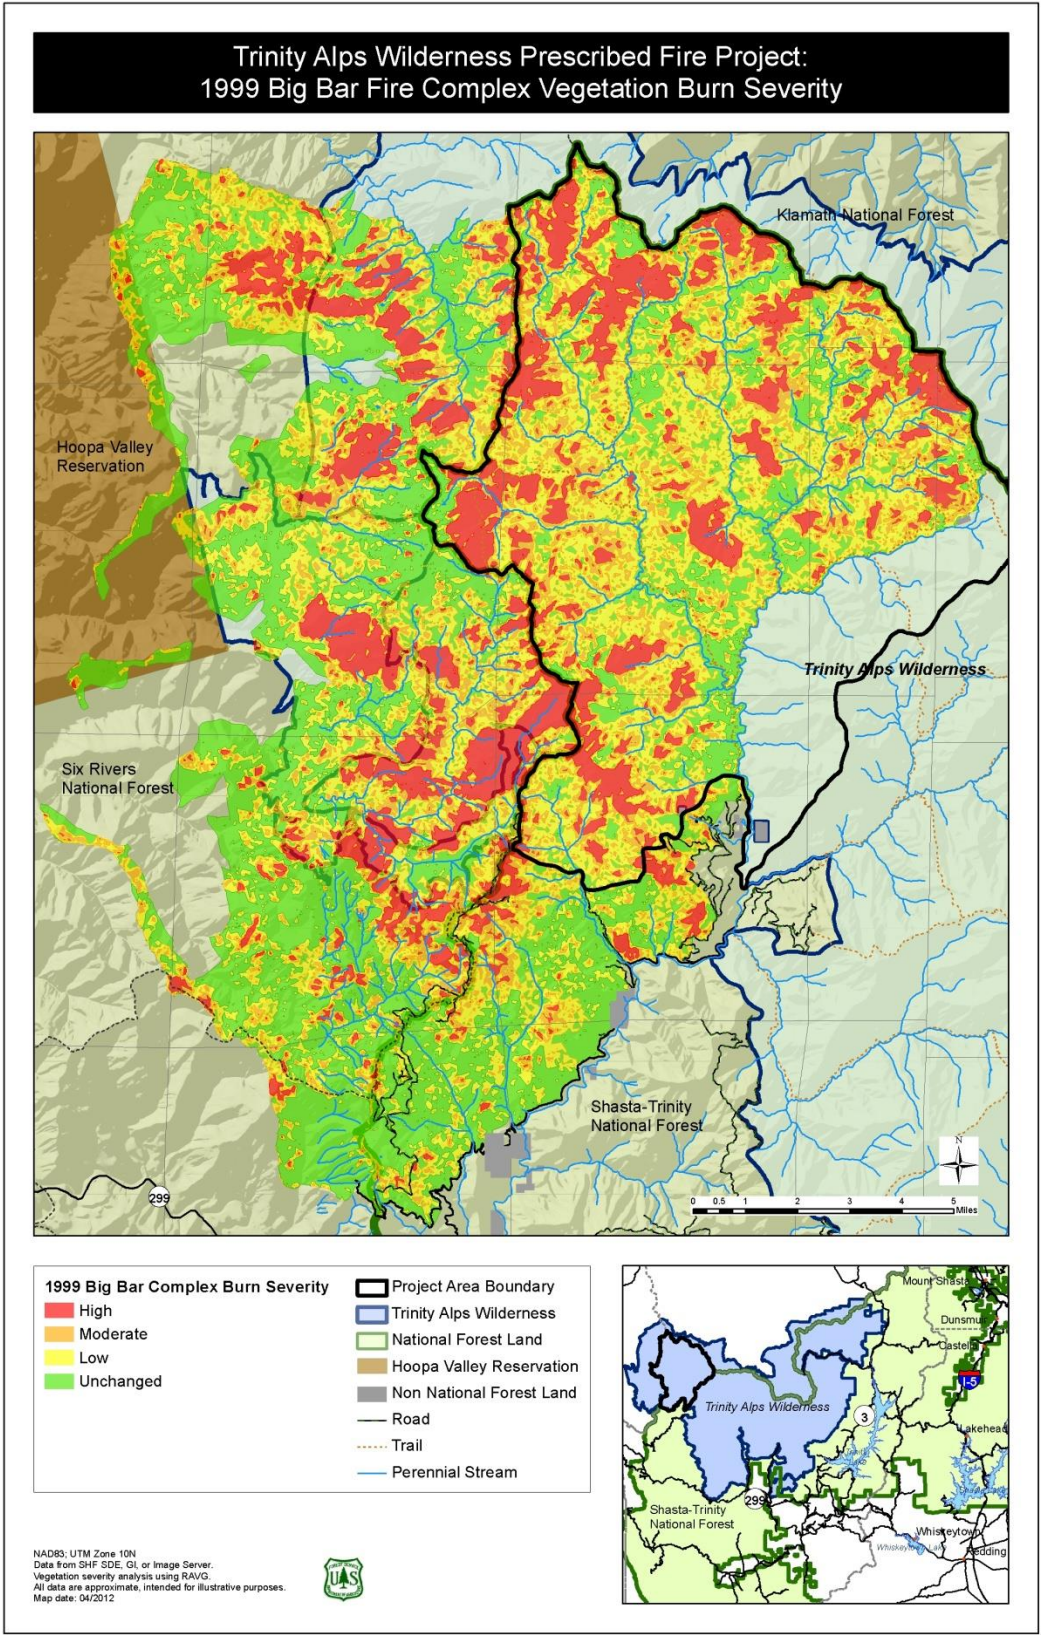 Trinity Alps Wilderness Prescribed Fire Project:
1999 Big Bar Fire Complex Vegetation Burn Severity
Klamath National Forest
Hoopa Valley
Reservation
Trinity Alps Wilderness
Six Rivers
National Forest
Shasta-Trinity
National Forest
N
299
0 0.5 1 2 3 4 5
Miles
1999 Big Bar Complex Burn Severity
High
Moderate
Low
Unchanged
Project Area Boundary
Trinity Alps Wilderness
National Forest Land
Hoopa Valley Reservation
Non National Forest Land
Road
Trail
Perennial Stream
Mount Shasta
Dunsmuir
Castella
I-5
Trinity Alps Wilderness
3
Lakehead
Trinity
Lake
299
Shasta-Trinity
National Forest
Whiskeytown
Whiskeytown Lake
Redding
NAD83; UTM Zone 10N
Data from SHF SDE, GI, or Image Server.
Vegetation severity analysis using RAVG.
All data are approximate, intended for illustrative purposes.
Map date: 04/2012
FOREST SERVICE
U S